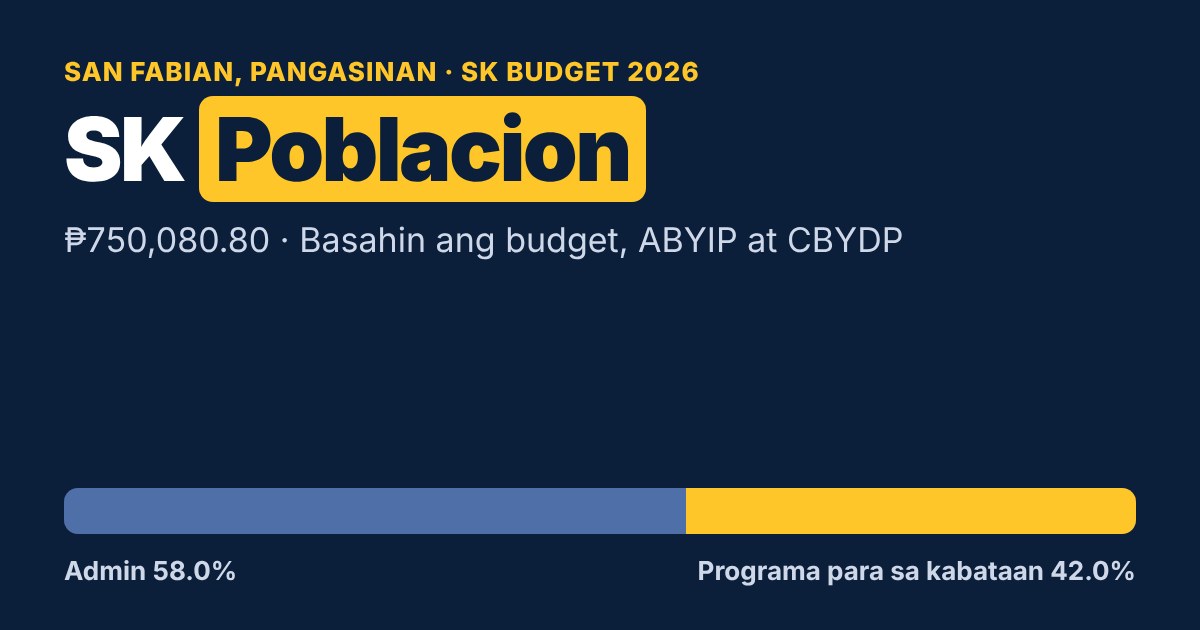 SAN FABIAN, PANGASINAN · SK BUDGET 2026
SK Poblacion
₱750,080.80 · Basahin ang budget, ABYIP at CBYDP
Admin 58.0%
Programa para sa kabataan 42.0%